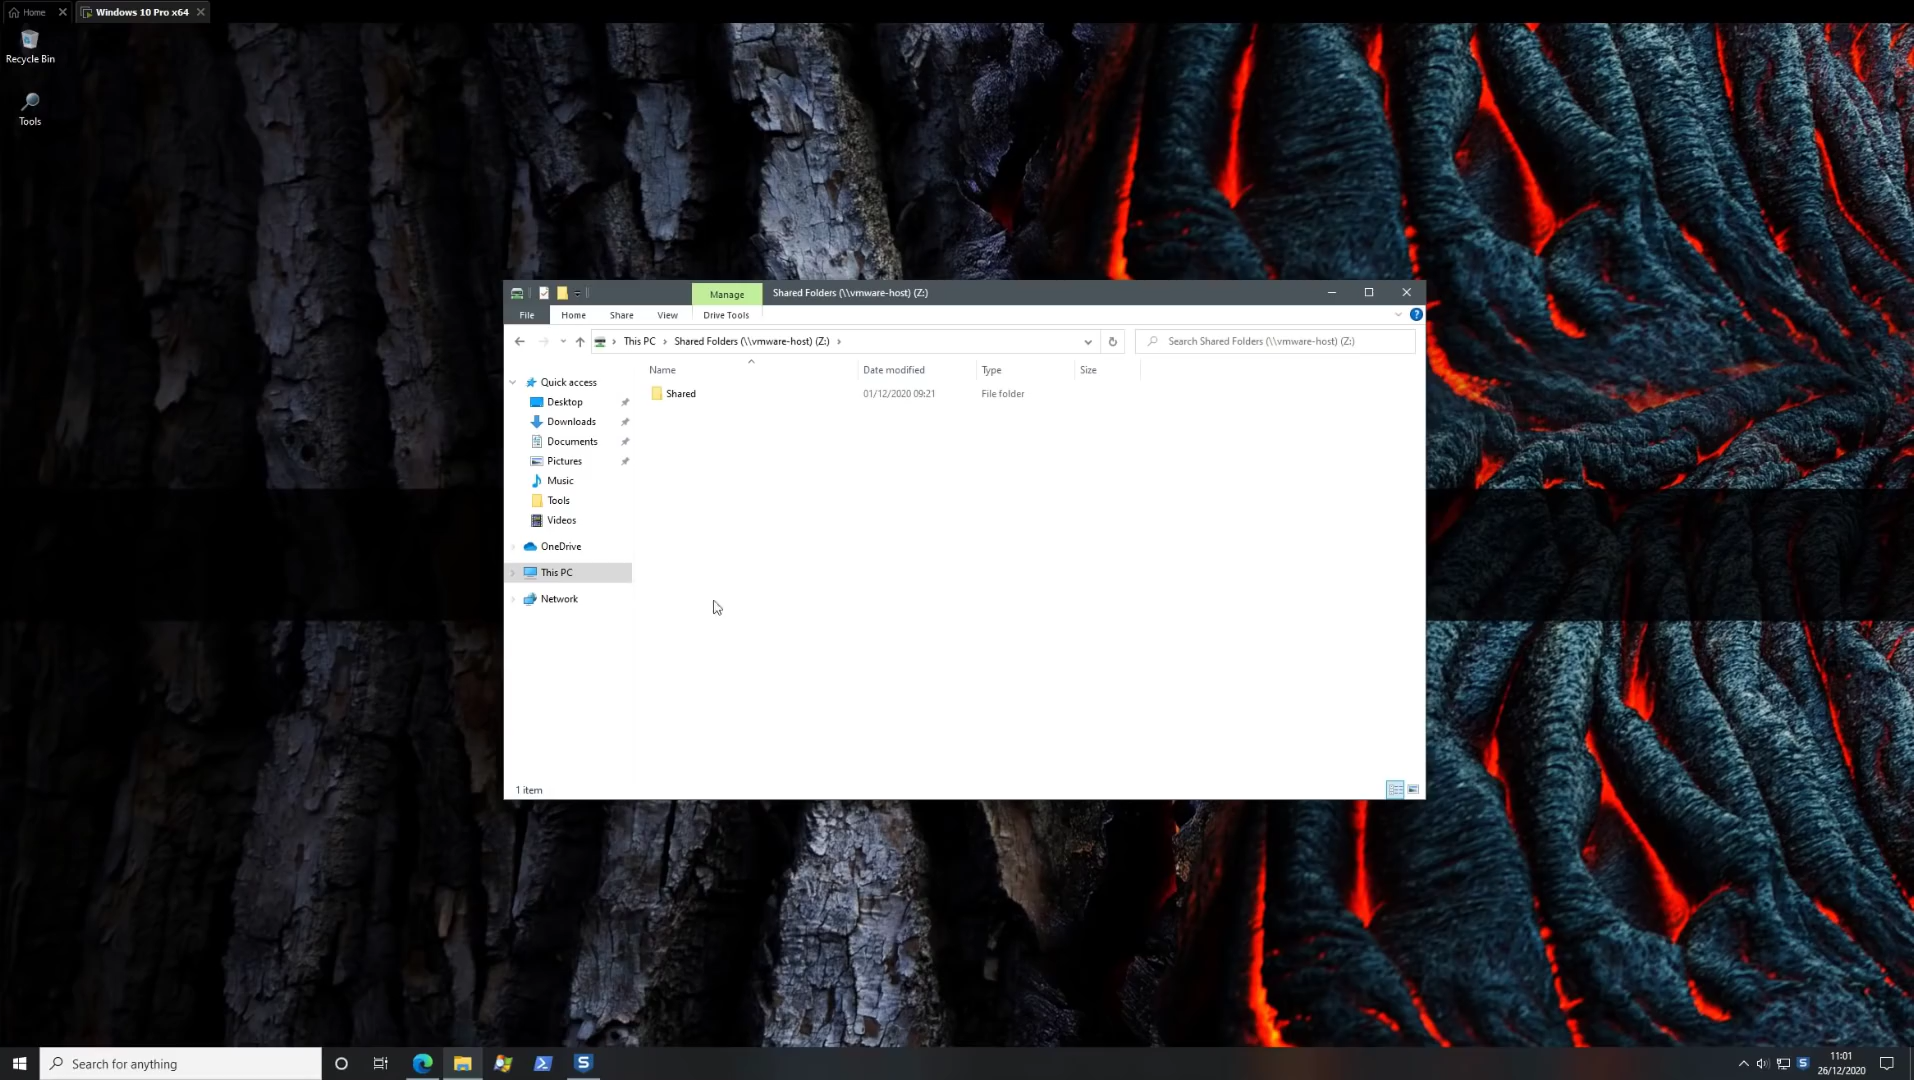 Home
Windows 10 Pro x64
Recycle Bin
Tools
Manage
Shared Folders (\\vmware-host) (Z:)
File
Home
Share
View
Drive Tools
This PC
Shared Folders (\\vmware-host) (Z:)
Search Shared Folders (\\vmware-host) (Z:)
Name
Date modified
Type
Size
Shared
01/12/2020 09:21
File folder
Quick access
Desktop
Downloads
Documents
Pictures
Music
Tools
Videos
OneDrive
This PC
Network
1 item
Search for anything
11:01
26/12/2020